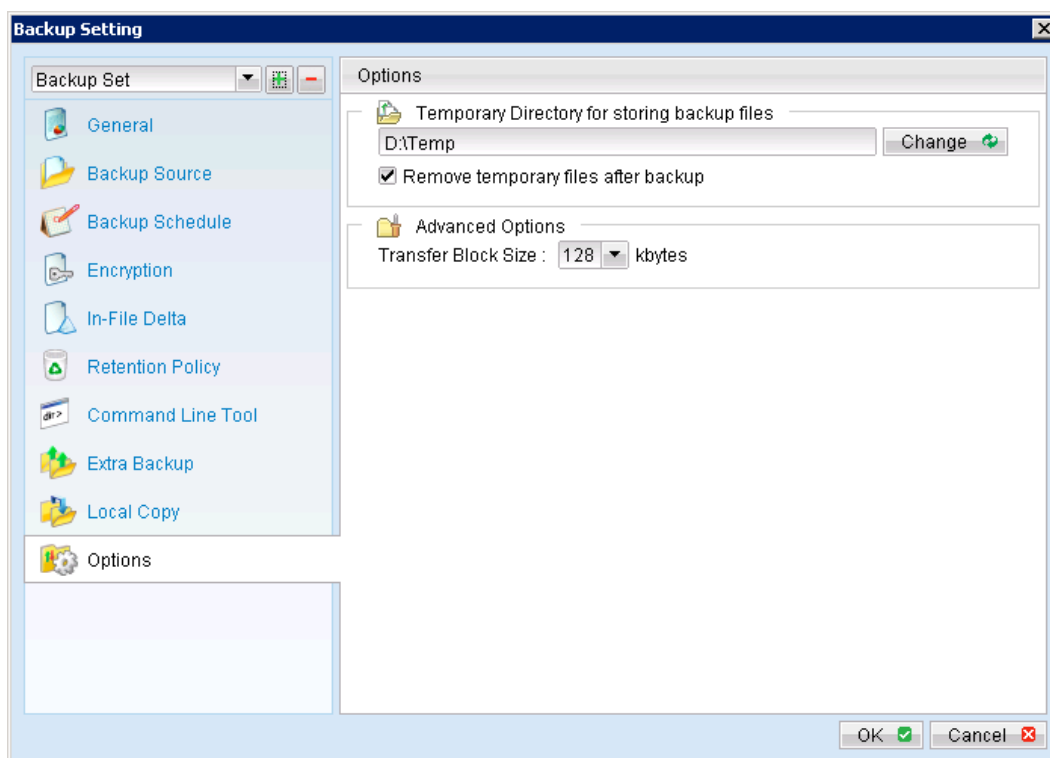 Backup Setting
Backup Set
General
Backup Source
Backup Schedule
Encryption
In-File Delta
Retention Policy
Command Line Tool
Extra Backup
Local Copy
Options
Options
Temporary Directory for storing backup files
D:\Temp
Change
Remove temporary files after backup
Advanced Options
Transfer Block Size : 128 kbytes
OK
Cancel